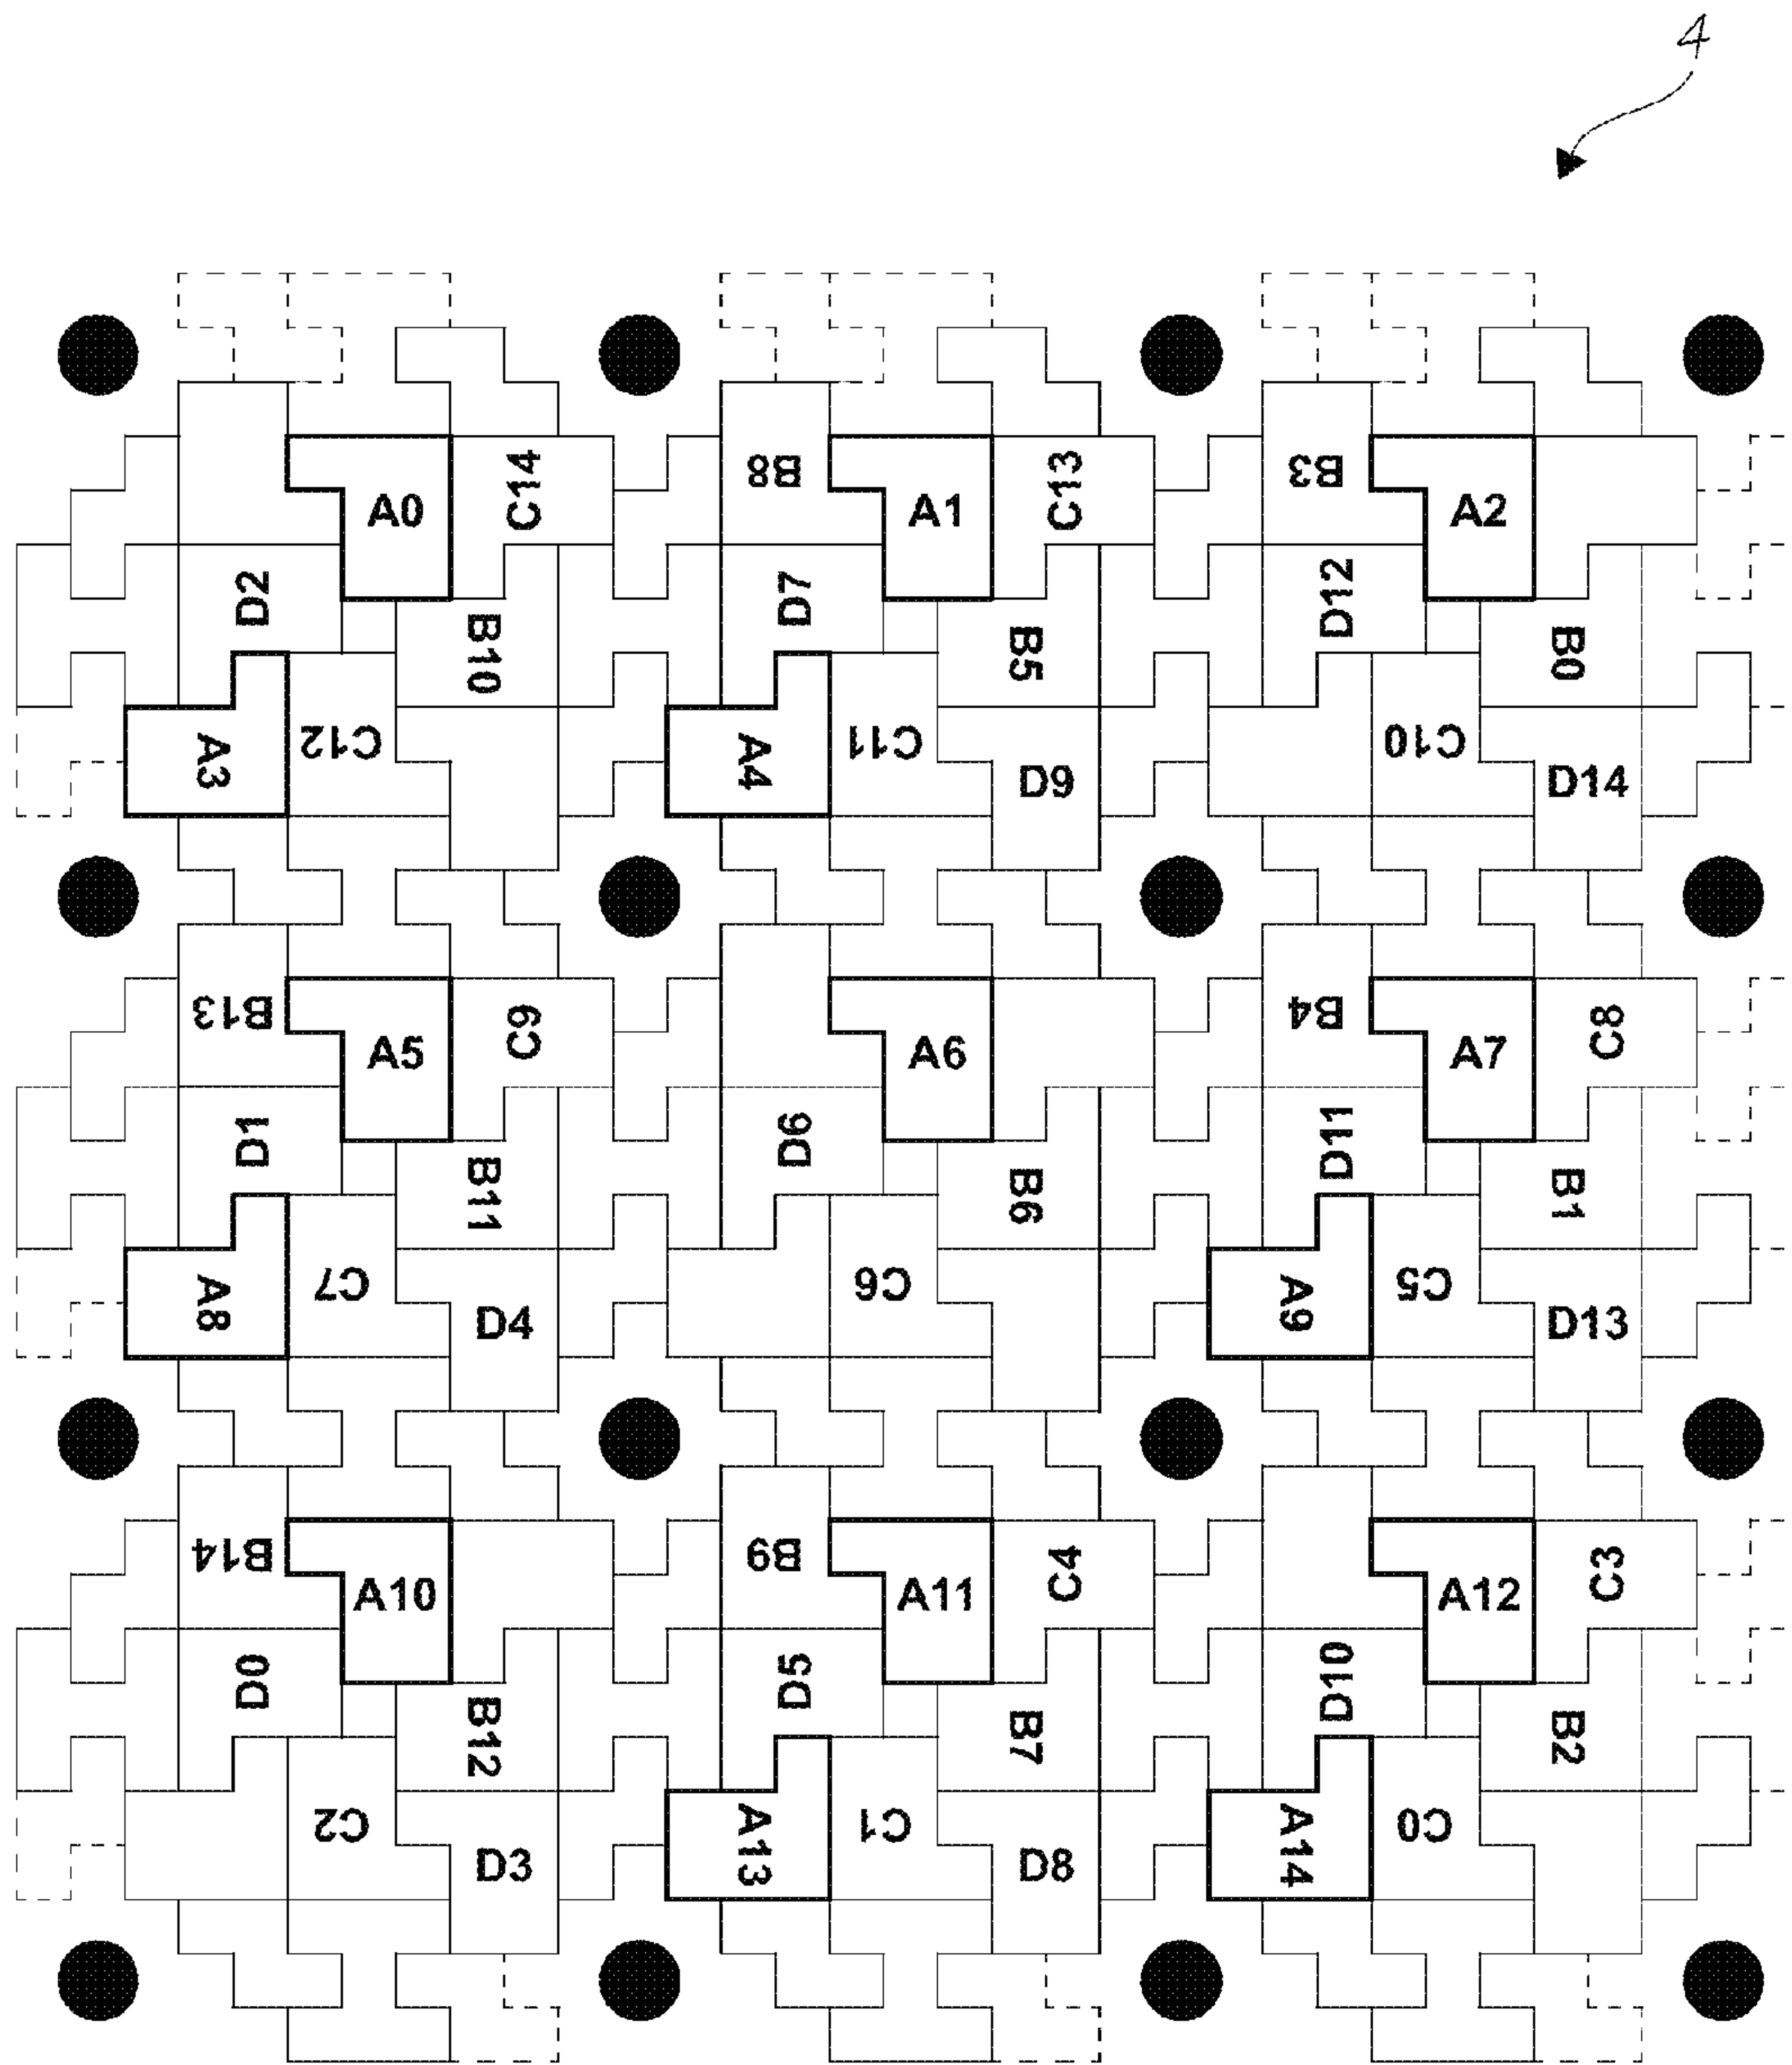 4
C14 B8 C13 B3
A0 A1 A2
D2 D7 D12
B10 B5 B0
A3 C12 A4 C11 C10
D9 D14
B13 C9 B4 C8
A5 A6 A7
D1 D6 D11
B11 B6 B1
A8 C7 C6 A9 C5
D4 D13
B14 B9 C4 C3
A10 A11 A12
D0 D5 D10
B12 B7 B2
C2 A13 C1 A14 C0
D3 D8